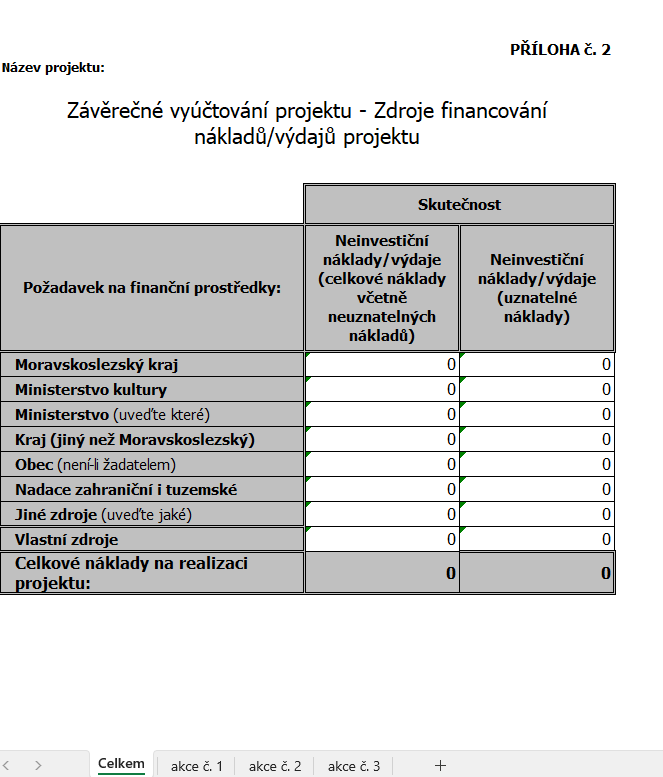 PŘÍLOHA č. 2
Název projektu:
Závěrečné vyúčtování projektu - Zdroje financování
nákladů/výdajů projektu
Skutečnost
Požadavek na finanční prostředky:
Neinvestiční
náklady/výdaje
(celkové náklady
včetně
neuznatelných
nákladů)
Neinvestiční
náklady/výdaje
(uznatelné
náklady)
Moravskoslezský kraj 0 0
Ministerstvo kultury 0 0
Ministerstvo (uveďte které) 0 0
Kraj (jiný než Moravskoslezský) 0 0
Obec (není-li žadatelem) 0 0
Nadace zahraniční i tuzemské 0 0
Jiné zdroje (uveďte jaké) 0 0
Vlastní zdroje 0 0
Celkové náklady na realizaci
projektu: 0 0
Celkem akce č. 1 akce č. 2 akce č. 3